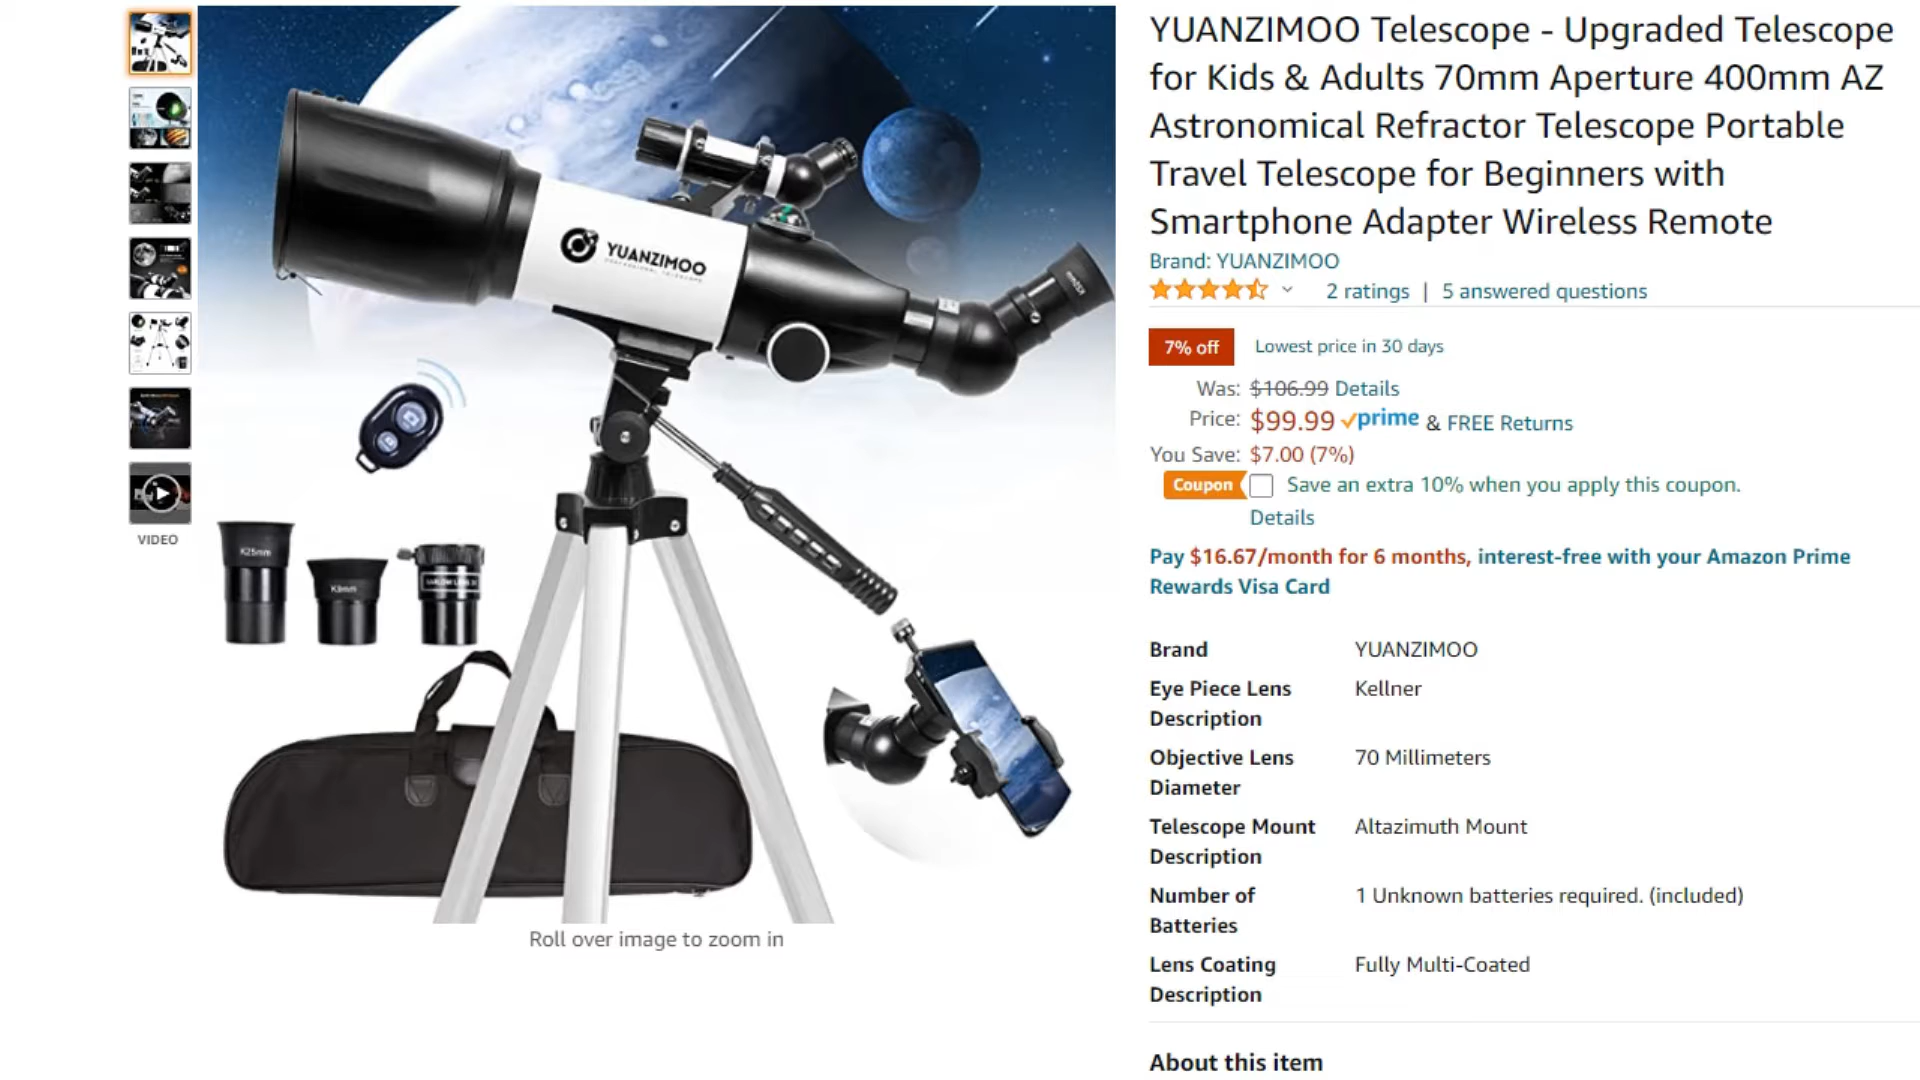 YUANZIMOO Telescope - Upgraded Telescope
for Kids & Adults 70mm Aperture 400mm AZ
Astronomical Refractor Telescope Portable
Travel Telescope for Beginners with
Smartphone Adapter Wireless Remote
Brand: YUANZIMOO
2 ratings | 5 answered questions
7% off Lowest price in 30 days
Was: $106.99 Details
Price: $99.99 prime & FREE Returns
You Save: $7.00 (7%)
Coupon Save an extra 10% when you apply this coupon.
Details
Pay $16.67/month for 6 months, interest-free with your Amazon Prime
Rewards Visa Card
Brand YUANZIMOO
Eye Piece Lens Kellner
Description
Objective Lens 70 Millimeters
Diameter
Telescope Mount Altazimuth Mount
Description
Number of 1 Unknown batteries required. (included)
Batteries
Lens Coating Fully Multi-Coated
Description
About this item
YUANZIMOO
PROFESSIONAL TELESCOPE
K25mm
K9mm
BARLOW LENS
VIDEO
Roll over image to zoom in